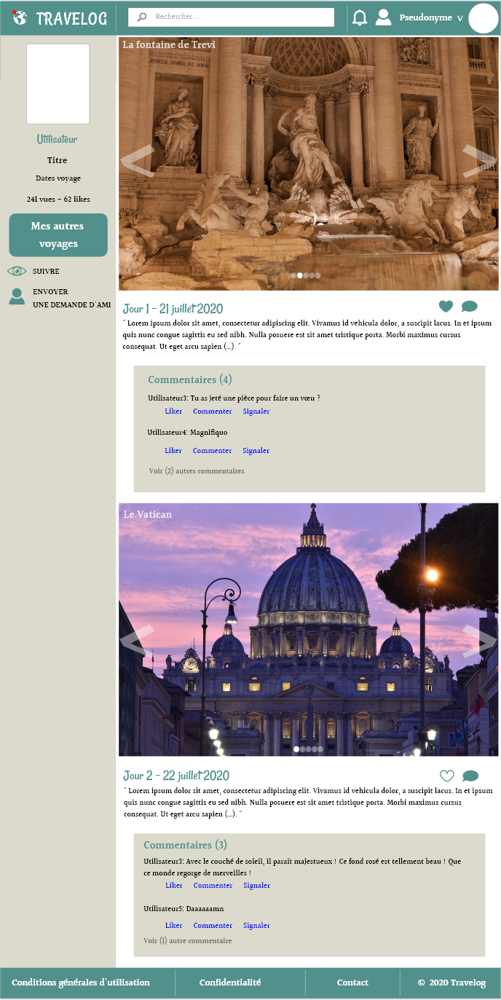 TRAVELOG
Rechercher...
Pseudonyme
Utilisateur
Titre
Dates voyage
241 vues - 62 likes
Mes autres
voyages
SUIVRE
ENVOYER
UNE DEMANDE D'AMI
La fontaine de Trevi
Jour 1 - 21 juillet 2020
" Lorem ipsum dolor sit amet, consectetur adipiscing elit. Vivamus id vehicula dolor, a suscipit lacus. In et ipsum
quis nunc congue sagittis eu sed nibh. Nulla posuere est sit amet tristique porta. Morbi maximus cursus
consequat. Ut eget arcu sapien (...). "
Commentaires (4)
Utilisateur3: Tu as jeté une pièce pour faire un vœu ?
Liker Commenter Signaler
Utilisateur4: Magnifiquo
Liker Commenter Signaler
Voir (2) autres commentaires
Le Vatican
Jour 2 - 22 juillet 2020
" Lorem ipsum dolor sit amet, consectetur adipiscing elit. Vivamus id vehicula dolor, a suscipit lacus. In et ipsum
quis nunc congue sagittis eu sed nibh. Nulla posuere est sit amet tristique porta. Morbi maximus cursus
consequat. Ut eget arcu sapien (...). "
Commentaires (3)
Utilisateur3: Avec le couché de soleil, il paraît majestueux ! Ce fond rosé est tellement beau ! Que
ce monde regorge de merveilles !
Liker Commenter Signaler
Utilisateur5: Daaaaaamn
Liker Commenter Signaler
Voir (1) autre commentaire
Conditions générales d'utilisation
Confidentialité
Contact
© 2020 Travelog